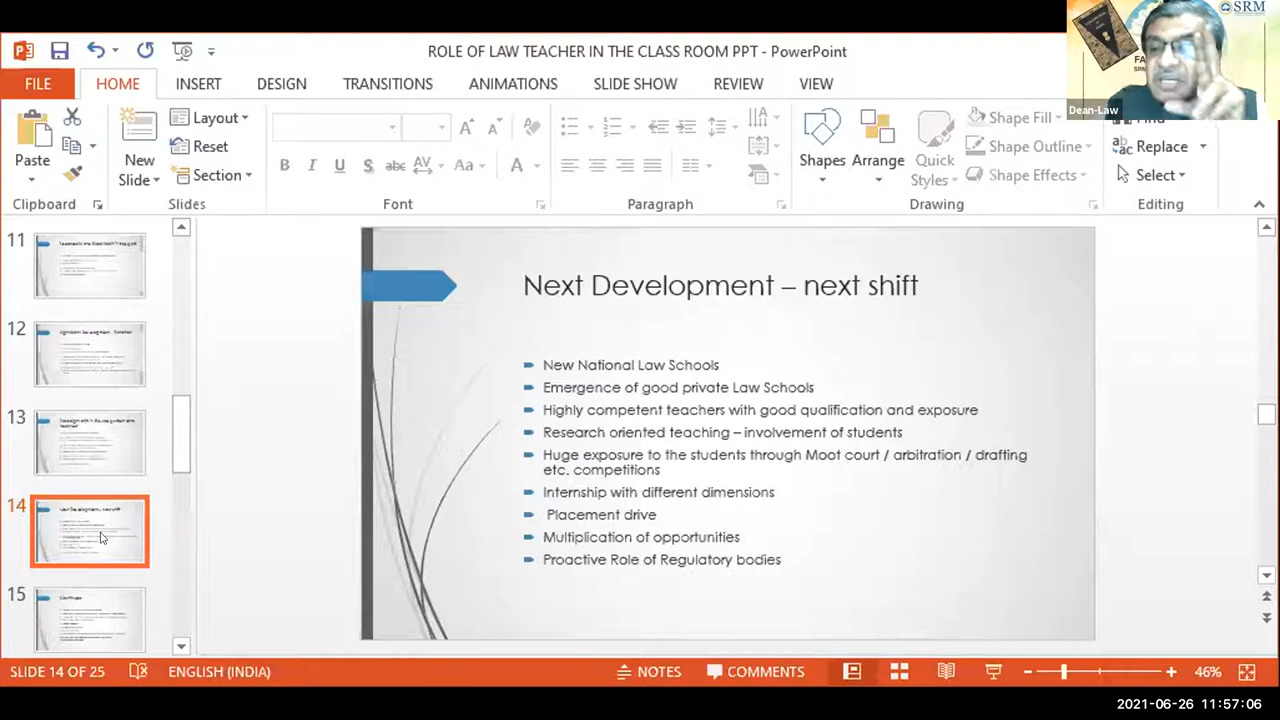 SRM
ROLE OF LAW TEACHER IN THE CLASS ROOM PPT - PowerPoint
FA
SRM
Dean-Law
FILE
HOME
INSERT
DESIGN
TRANSITIONS
ANIMATIONS
SLIDE SHOW
REVIEW
VIEW
Paste
New
Slide
Layout
Reset
Section
B I U S abc AV Aa A
Shapes
Arrange
Quick
Styles
Shape Fill
Shape Outline
Shape Effects
Find
Replace
Select
Clipboard
Slides
Font
Paragraph
Drawing
Editing
11
12
13
14
15
Next Development – next shift
New National Law Schools
Emergence of good private Law Schools
Highly competent teachers with good qualification and exposure
Research oriented teaching – involvement of students
Huge exposure to the students through Moot court / arbitration / drafting
etc. competitions
Internship with different dimensions
Placement drive
Multiplication of opportunities
Proactive Role of Regulatory bodies
SLIDE 14 OF 25
ENGLISH (INDIA)
NOTES
COMMENTS
46%
2021-06-26 11:57:06